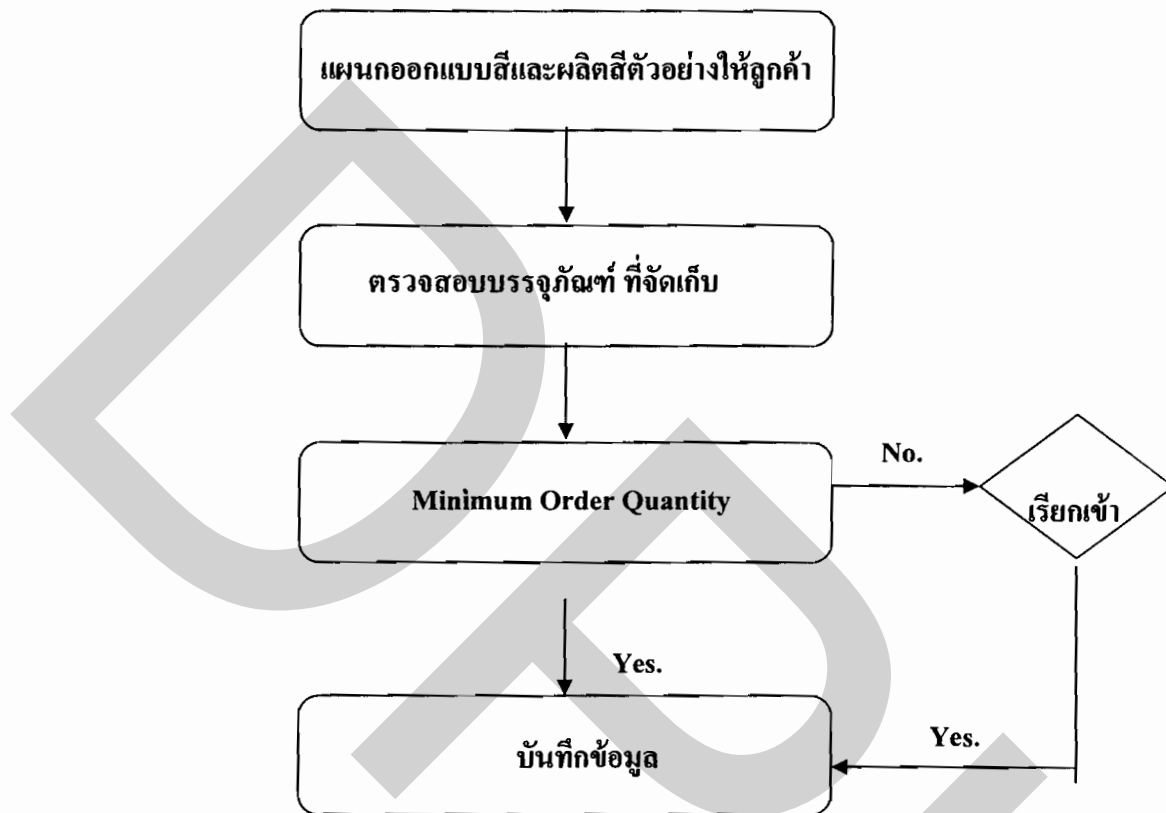 แผนกออกแบบสีและผลิตสีตัวอย่างให้ลูกค้า
ตรวจสอบบรรจุภัณฑ์ ที่จัดเก็บ
Minimum Order Quantity
No.
เรียกเข้า
Yes.
บันทึกข้อมูล
Yes.